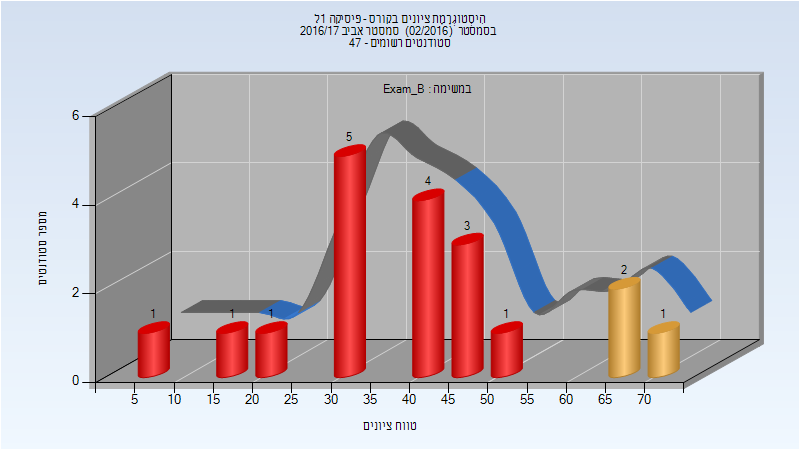 היסטוגרמת ציונים בקורס - פיסיקה 1ל
בסמסטר (02/2016) סמסטר אביב 2016/17
סטודנטים רשומים - 47
במשימה : Exam_B
מספר סטודנטים
6
4
2
0
1
1
1
5
4
3
1
2
1
5 10 15 20 25 30 35 40 45 50 55 60 65 70
טווח ציונים